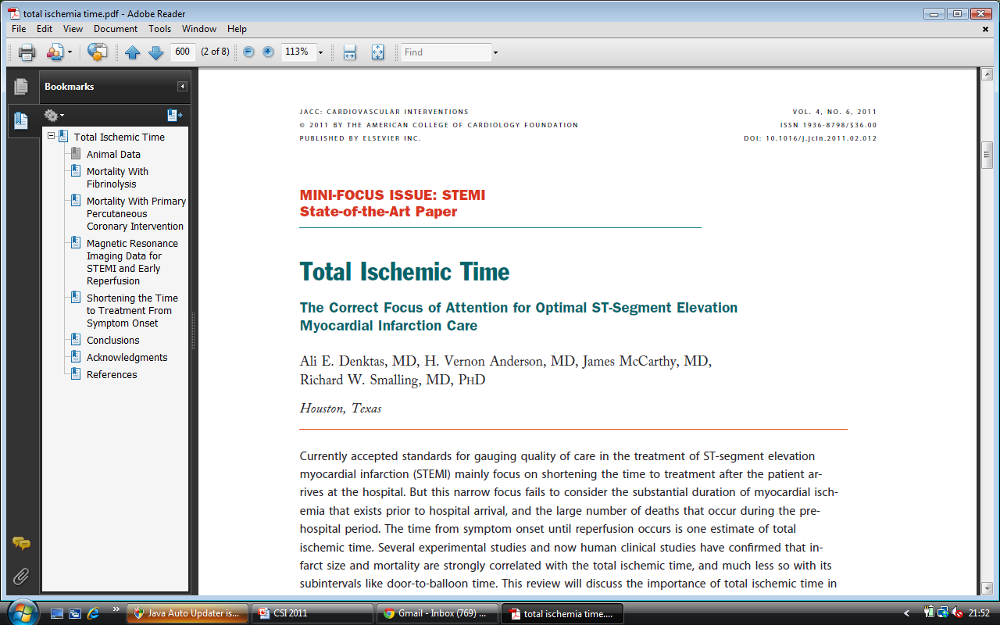 total ischemia time.pdf - Adobe Reader
File Edit View Document Tools Window Help
600 (2 of 8) 113% Find
Bookmarks
Total Ischemic Time
Animal Data
Mortality With
Fibrinolysis
Mortality With Primary
Percutaneous
Coronary Intervention
Magnetic Resonance
Imaging Data for
STEMI and Early
Reperfusion
Shortening the Time
to Treatment From
Symptom Onset
Conclusions
Acknowledgments
References
JACC: CARDIOVASCULAR INTERVENTIONS VOL. 4, NO. 6, 2011
© 2011 BY THE AMERICAN COLLEGE OF CARDIOLOGY FOUNDATION ISSN 1936-8798/$36.00
PUBLISHED BY ELSEVIER INC. DOI: 10.1016/j.jcin.2011.02.012
MINI-FOCUS ISSUE: STEMI
State-of-the-Art Paper
Total Ischemic Time
The Correct Focus of Attention for Optimal ST-Segment Elevation
Myocardial Infarction Care
Ali E. Denktas, MD, H. Vernon Anderson, MD, James McCarthy, MD,
Richard W. Smalling, MD, PHD
Houston, Texas
Currently accepted standards for gauging quality of care in the treatment of ST-segment elevation
myocardial infarction (STEMI) mainly focus on shortening the time to treatment after the patient ar-
rives at the hospital. But this narrow focus fails to consider the substantial duration of myocardial isch-
emia that exists prior to hospital arrival, and the large number of deaths that occur during the pre-
hospital period. The time from symptom onset until reperfusion occurs is one estimate of total
ischemic time. Several experimental studies and now human clinical studies have confirmed that in-
farct size and mortality are strongly correlated with the total ischemic time, and much less so with its
subintervals like door-to-balloon time. This review will discuss the importance of total ischemic time in
Java Auto Updater is... CSI 2011 Gmail - Inbox (769) ... total ischemia time.... 21:52